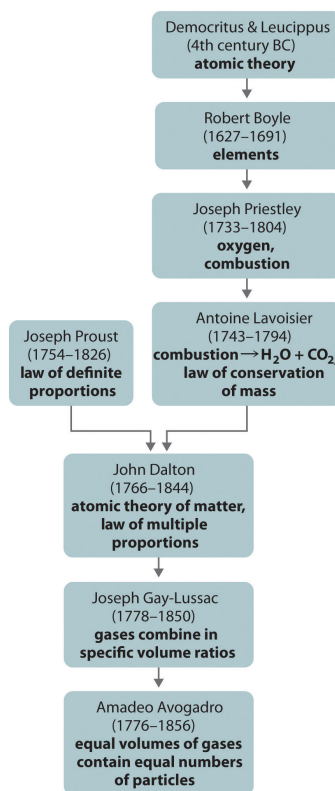 Democritus & Leucippus
(4th century BC)
atomic theory
Robert Boyle
(1627–1691)
elements
Joseph Priestley
(1733–1804)
oxygen,
combustion
Antoine Lavoisier
(1743–1794)
combustion→H₂O + CO₂,
law of conservation
of mass
Joseph Proust
(1754–1826)
law of definite
proportions
John Dalton
(1766–1844)
atomic theory of matter,
law of multiple
proportions
Joseph Gay-Lussac
(1778–1850)
gases combine in
specific volume ratios
Amadeo Avogadro
(1776–1856)
equal volumes of gases
contain equal numbers
of particles